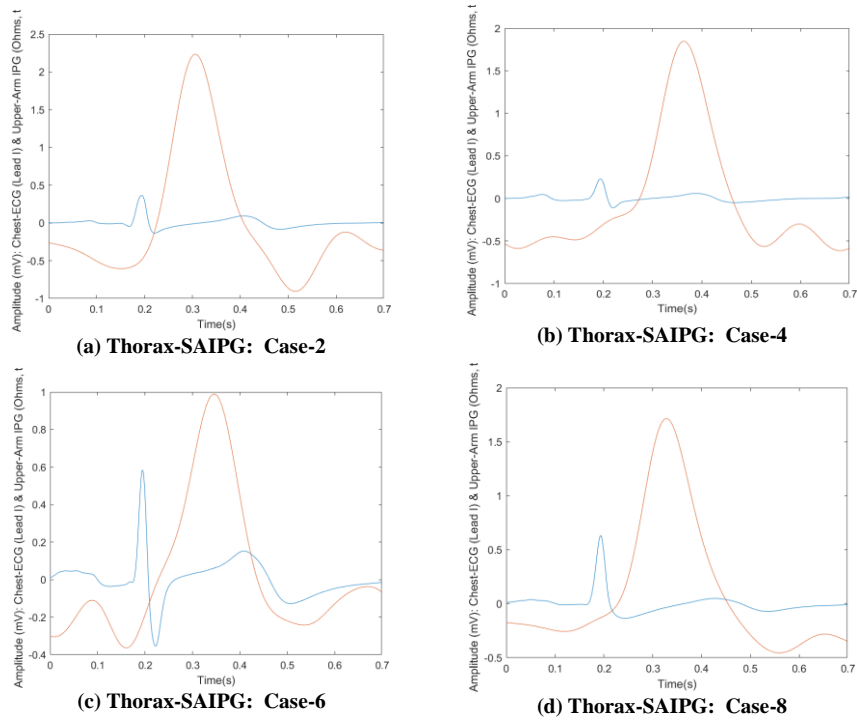 Amplitude (mV): Chest-ECG (Lead I) & Upper-Arm IPG (Ohms, t
2.5
2
1.5
1
0.5
0
-0.5
-1
0 0.1 0.2 0.3 0.4 0.5 0.6 0.7
Time(s)
(a) Thorax-SAIPG: Case-2
Amplitude (mV): Chest-ECG (Lead I) & Upper-Arm IPG (Ohms, t
2
1.5
1
0.5
0
-0.5
-1
0 0.1 0.2 0.3 0.4 0.5 0.6 0.7
Time(s)
(b) Thorax-SAIPG: Case-4
Amplitude (mV): Chest-ECG (Lead I) & Upper-Arm IPG (Ohms, t
1
0.8
0.6
0.4
0.2
0
-0.2
-0.4
0 0.1 0.2 0.3 0.4 0.5 0.6 0.7
Time(s)
(c) Thorax-SAIPG: Case-6
Amplitude (mV): Chest-ECG (Lead I) & Upper-Arm IPG (Ohms, t
2
1.5
1
0.5
0
-0.5
0 0.1 0.2 0.3 0.4 0.5 0.6 0.7
Time(s)
(d) Thorax-SAIPG: Case-8